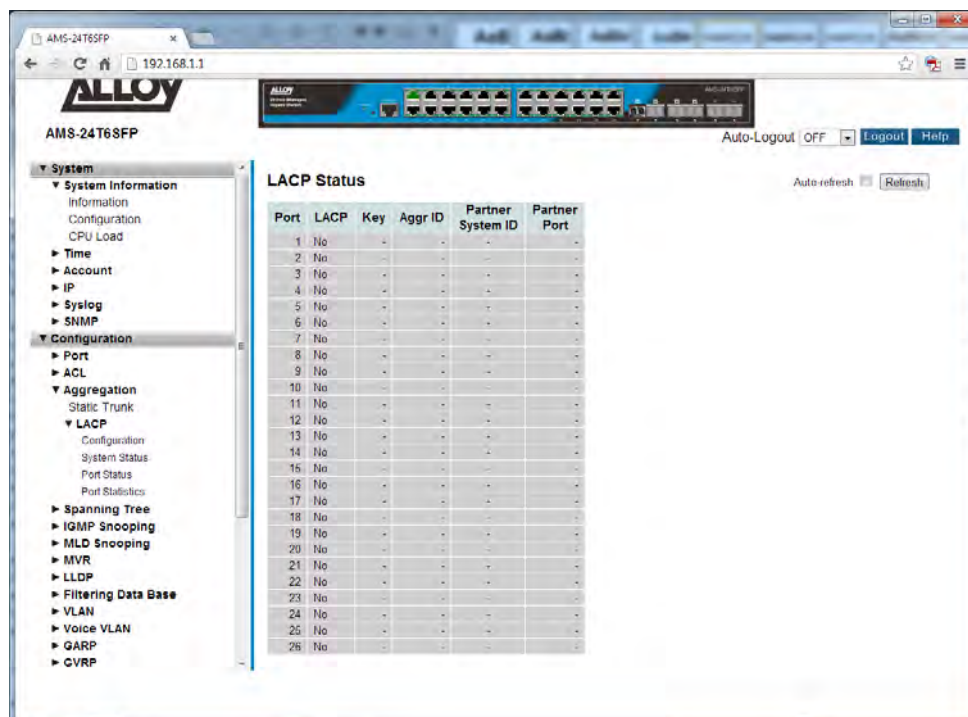 AMS-24T6SFP
192.168.1.1
ALLOY
ALLOY
AMS-24T6SFP
Auto-Logout OFF Logout Help
▼ System
▼ System Information
Information
Configuration
CPU Load
► Time
► Account
► IP
► Syslog
► SNMP
▼ Configuration
► Port
► ACL
▼ Aggregation
Static Trunk
▼ LACP
Configuration
System Status
Port Status
Port Statistics
► Spanning Tree
► IGMP Snooping
► MLD Snooping
► MVR
► LLDP
► Filtering Data Base
► VLAN
► Voice VLAN
► GARP
► GVRP
LACP Status
Auto-refresh Refresh
Port LACP Key Aggr ID Partner System ID Partner Port
1 No - - - -
2 No - - - -
3 No - - - -
4 No - - - -
5 No - - - -
6 No - - - -
7 No - - - -
8 No - - - -
9 No - - - -
10 No - - - -
11 No - - - -
12 No - - - -
13 No - - - -
14 No - - - -
15 No - - - -
16 No - - - -
17 No - - - -
18 No - - - -
19 No - - - -
20 No - - - -
21 No - - - -
22 No - - - -
23 No - - - -
24 No - - - -
25 No - - - -
26 No - - - -